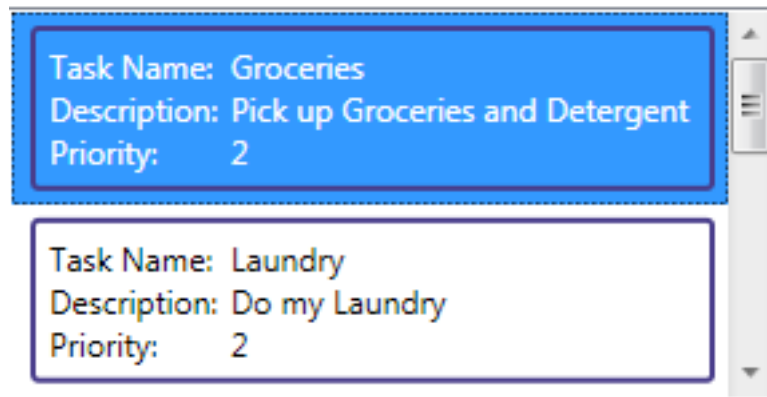 Task Name: Groceries
Description: Pick up Groceries and Detergent
Priority: 2
Task Name: Laundry
Description: Do my Laundry
Priority: 2